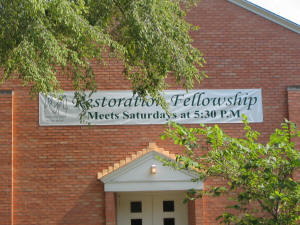 Restoration Fellowship
Meets Saturdays at 5:30 P.M.